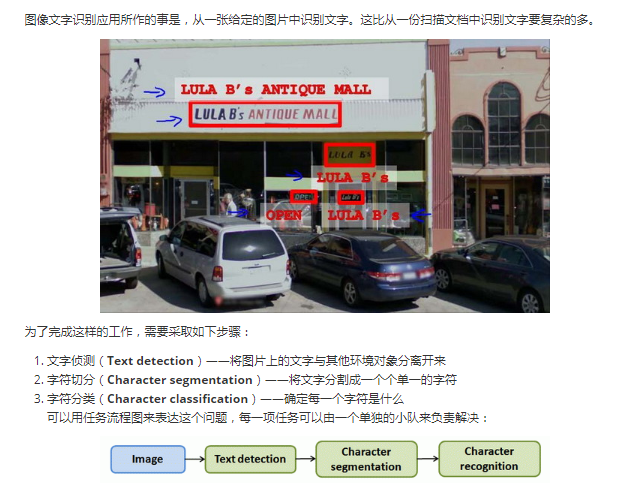 图像文字识别应用所作的事是，从一张给定的图片中识别文字。这比从一份扫描文档中识别文字要复杂的多。
LULA B's ANTIQUE MALL
LULA B's ANTIQUE MALL
LULA B's
LULA B's
OPEN
LULA B's
OPEN
LULA B's
为了完成这样的工作，需要采取如下步骤：
1. 文字侦测（Text detection）——将图片上的文字与其他环境对象分离开来
2. 字符切分（Character segmentation）——将文字分割成一个个单一的字符
3. 字符分类（Character classification）——确定每一个字符是什么
可以用任务流程图来表达这个问题，每一项任务可以由一个单独的小队来负责解决：
Image
Text detection
Character
segmentation
Character
recognition